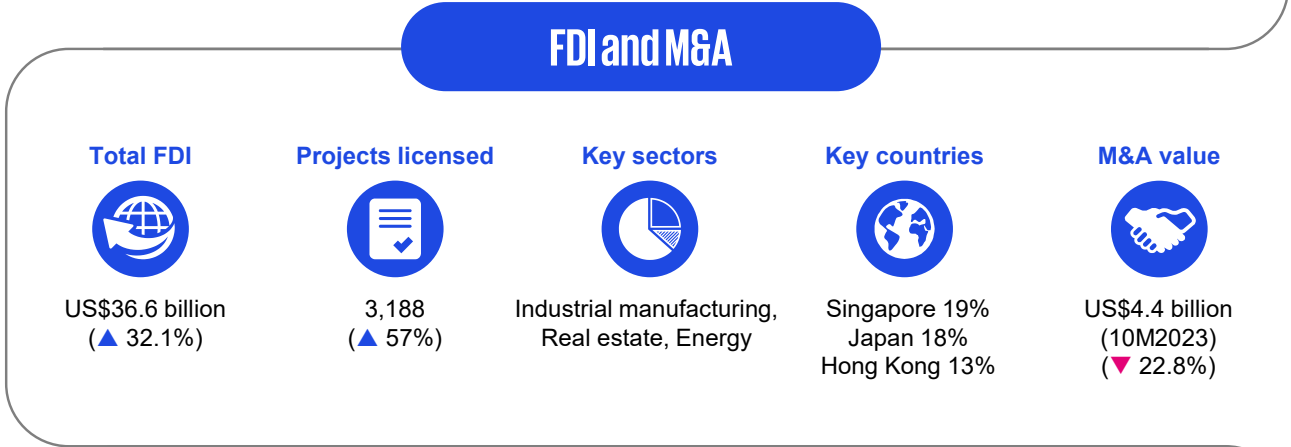 FDI and M&A
Total FDI
US$36.6 billion
(▲ 32.1%)
Projects licensed
3,188
(▲ 57%)
Key sectors
Industrial manufacturing,
Real estate, Energy
Key countries
Singapore 19%
Japan 18%
Hong Kong 13%
M&A value
US$4.4 billion
(10M2023)
(▼ 22.8%)